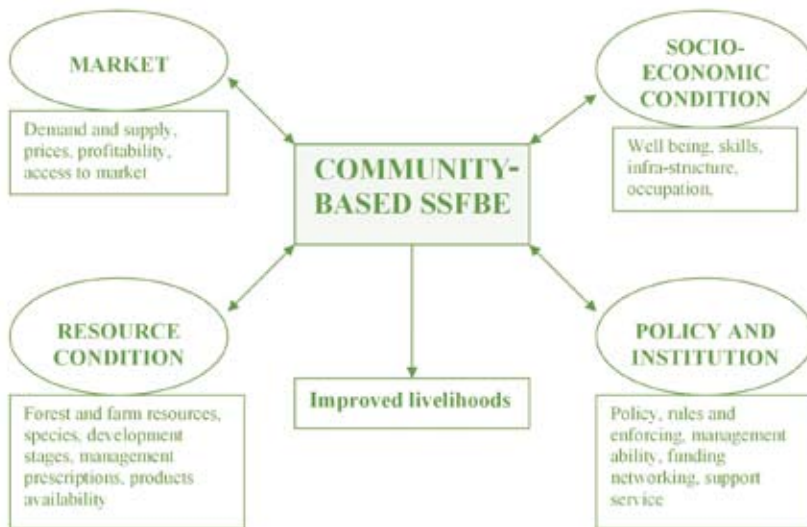 MARKET
Demand and supply,
prices, profitability,
access to market
SOCIO-
ECONOMIC
CONDITION
Well being, skills,
infra-structure,
occupation,
COMMUNITY-
BASED SSFBE
RESOURCE
CONDITION
Forest and farm resources,
species, development
stages, management
prescriptions, products
availability
Improved livelihoods
POLICY AND
INSTITUTION
Policy, rules and
enforcing, management
ability, funding
networking, support
service